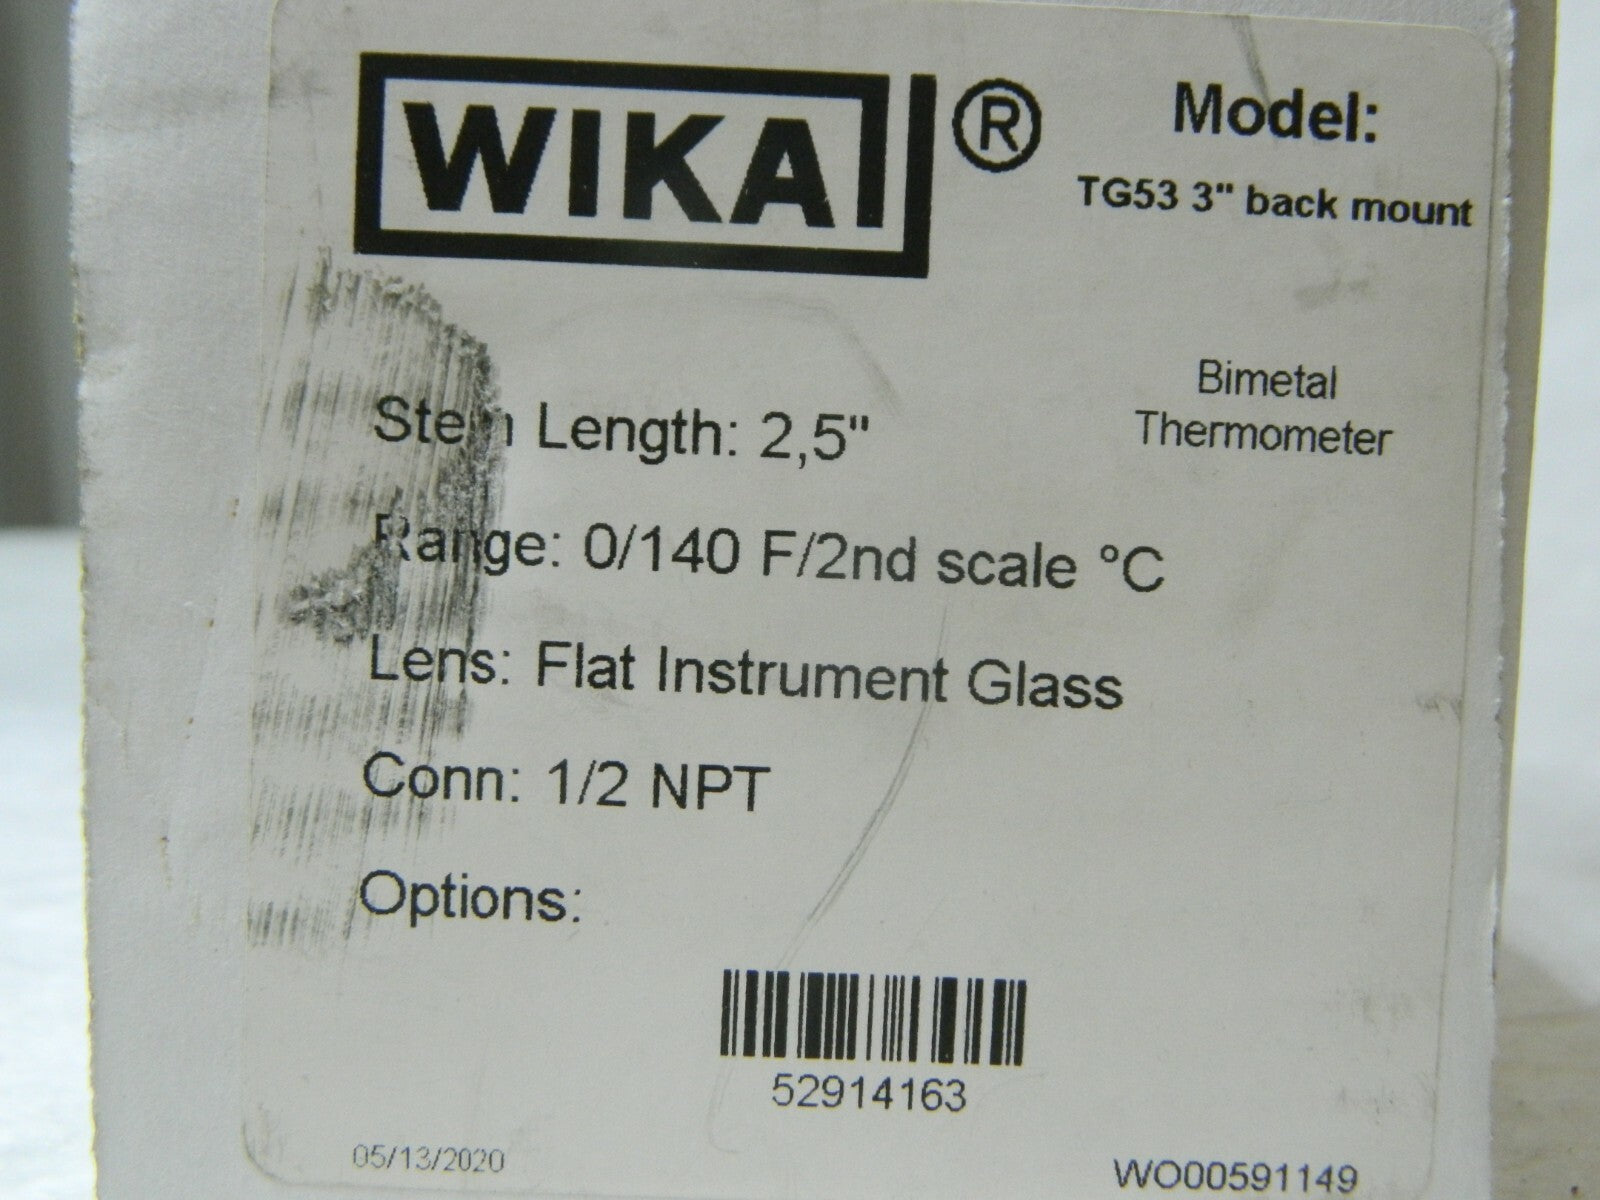 WIKA ®
Model:
TG53 3" back mount
Bimetal
Thermometer
Stem Length: 2,5"
Range: 0/140 F/2nd scale °C
Lens: Flat Instrument Glass
Conn: 1/2 NPT
Options:
52914163
05/13/2020
WO00591149